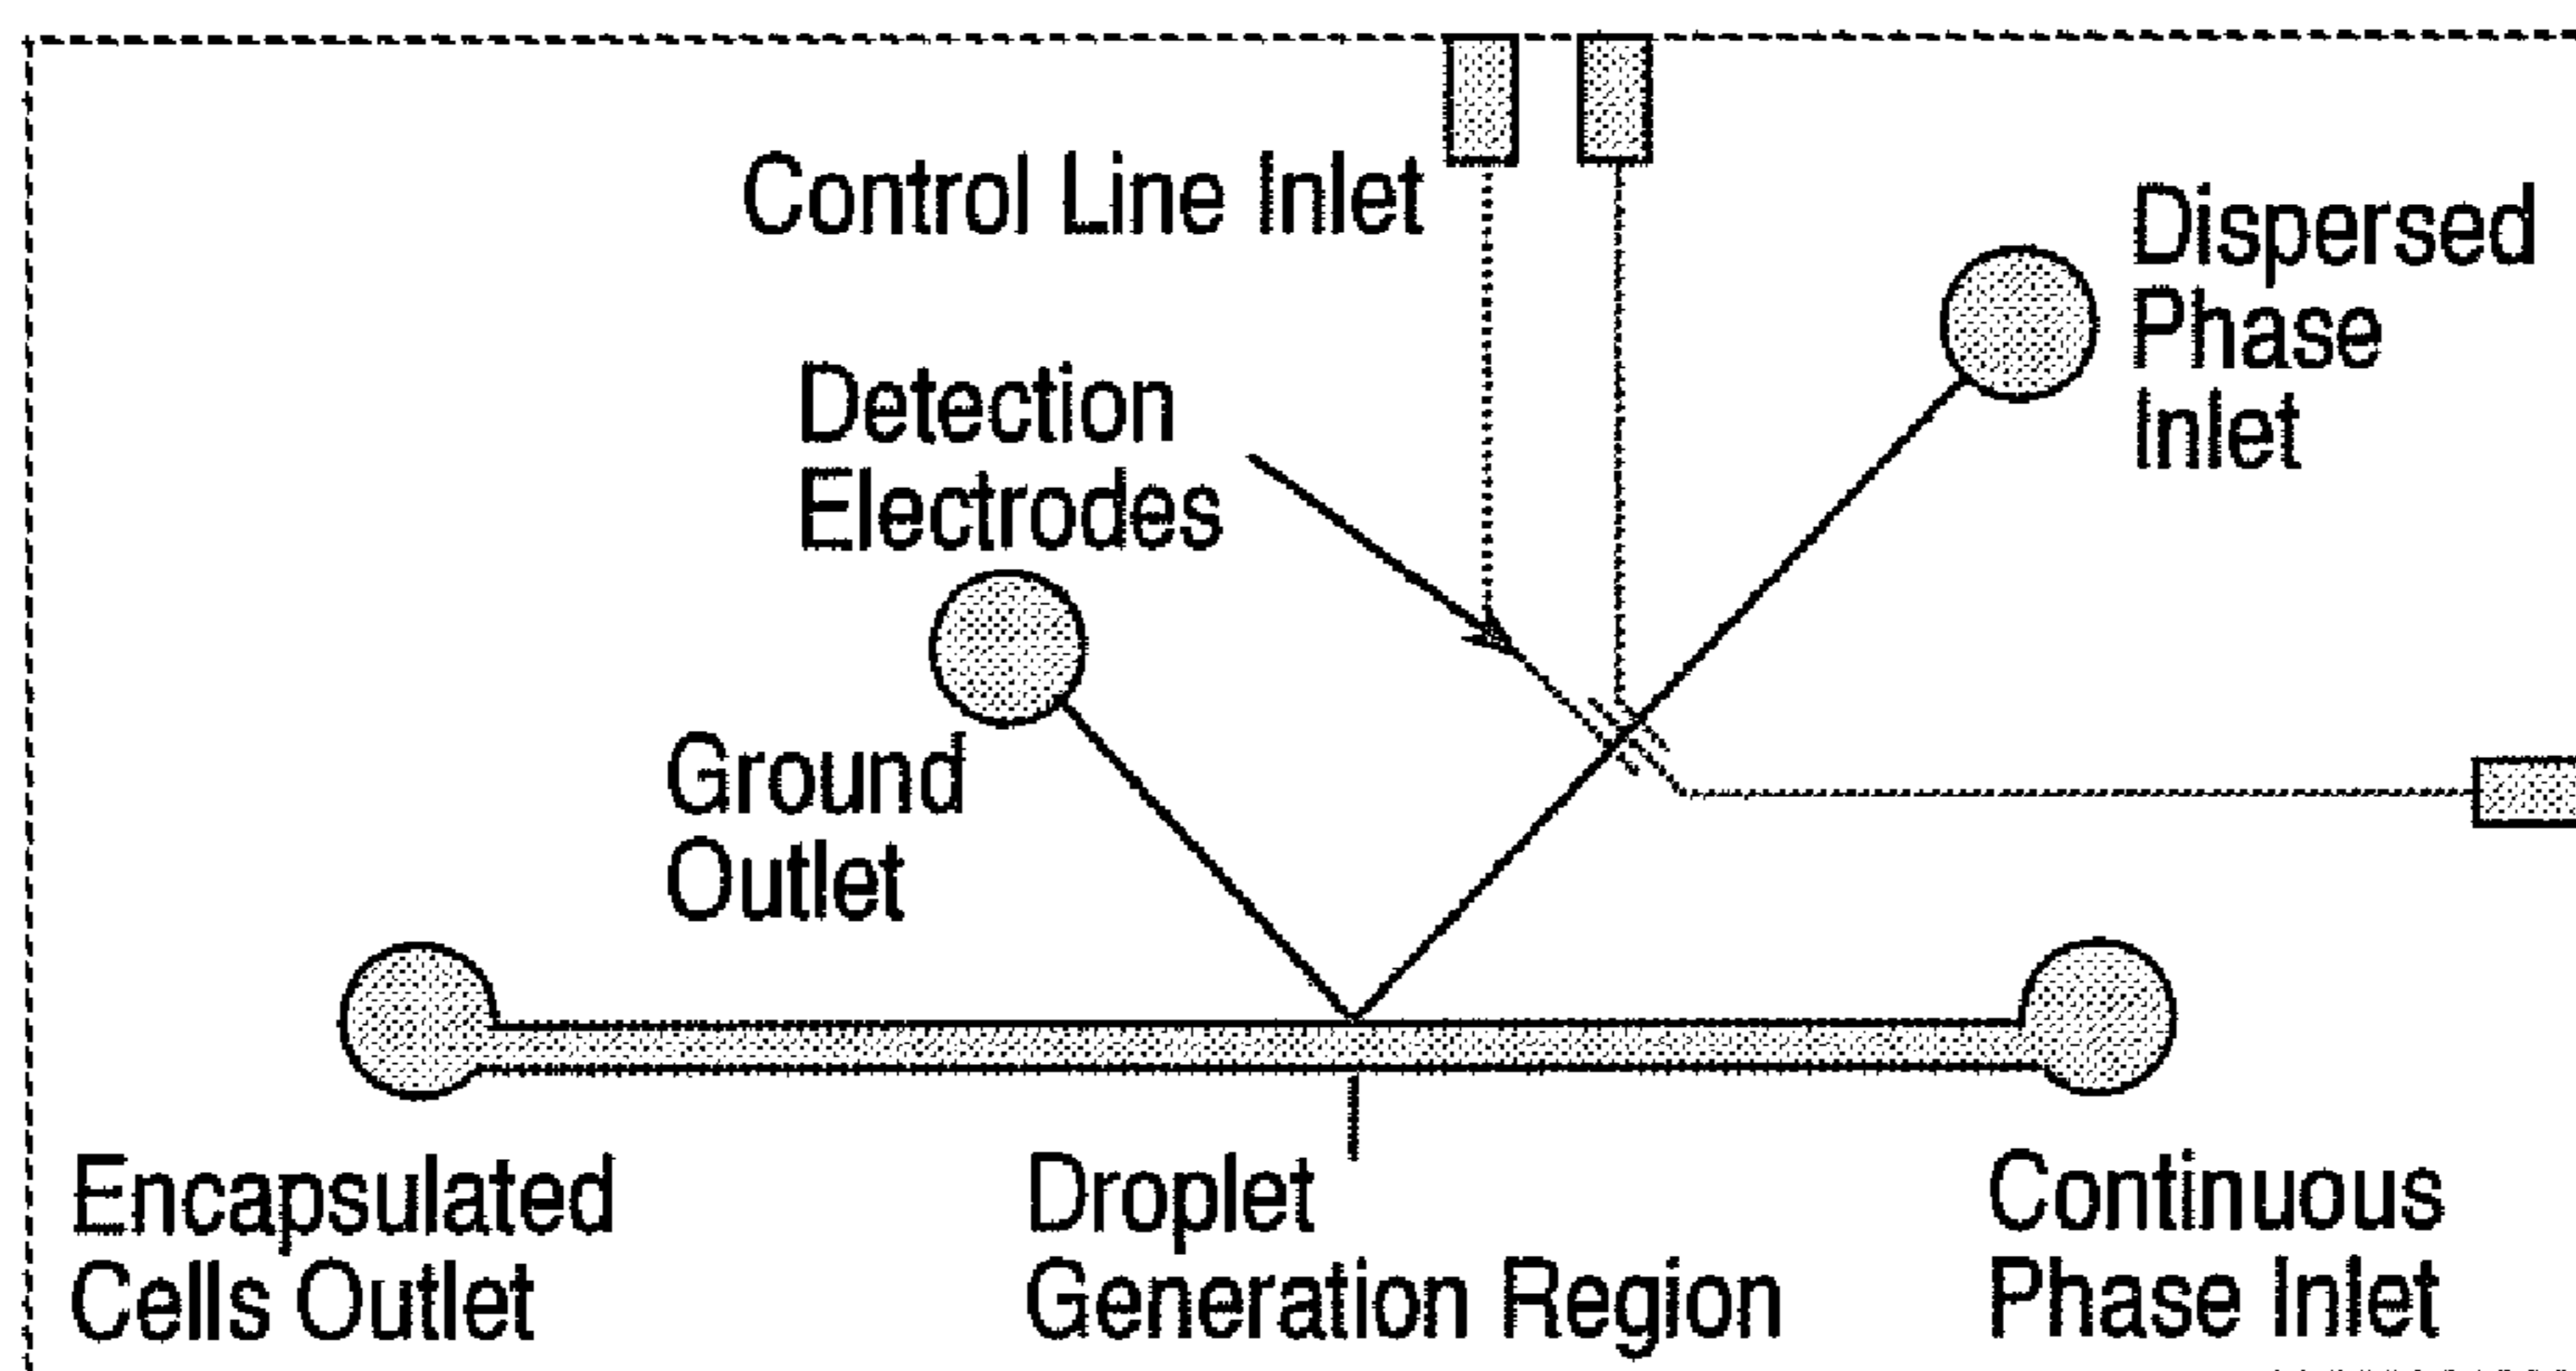 Control Line Inlet
Dispersed
Phase
Inlet
Detection
Electrodes
Ground
Outlet
Encapsulated
Cells Outlet
Droplet
Generation Region
Continuous
Phase Inlet